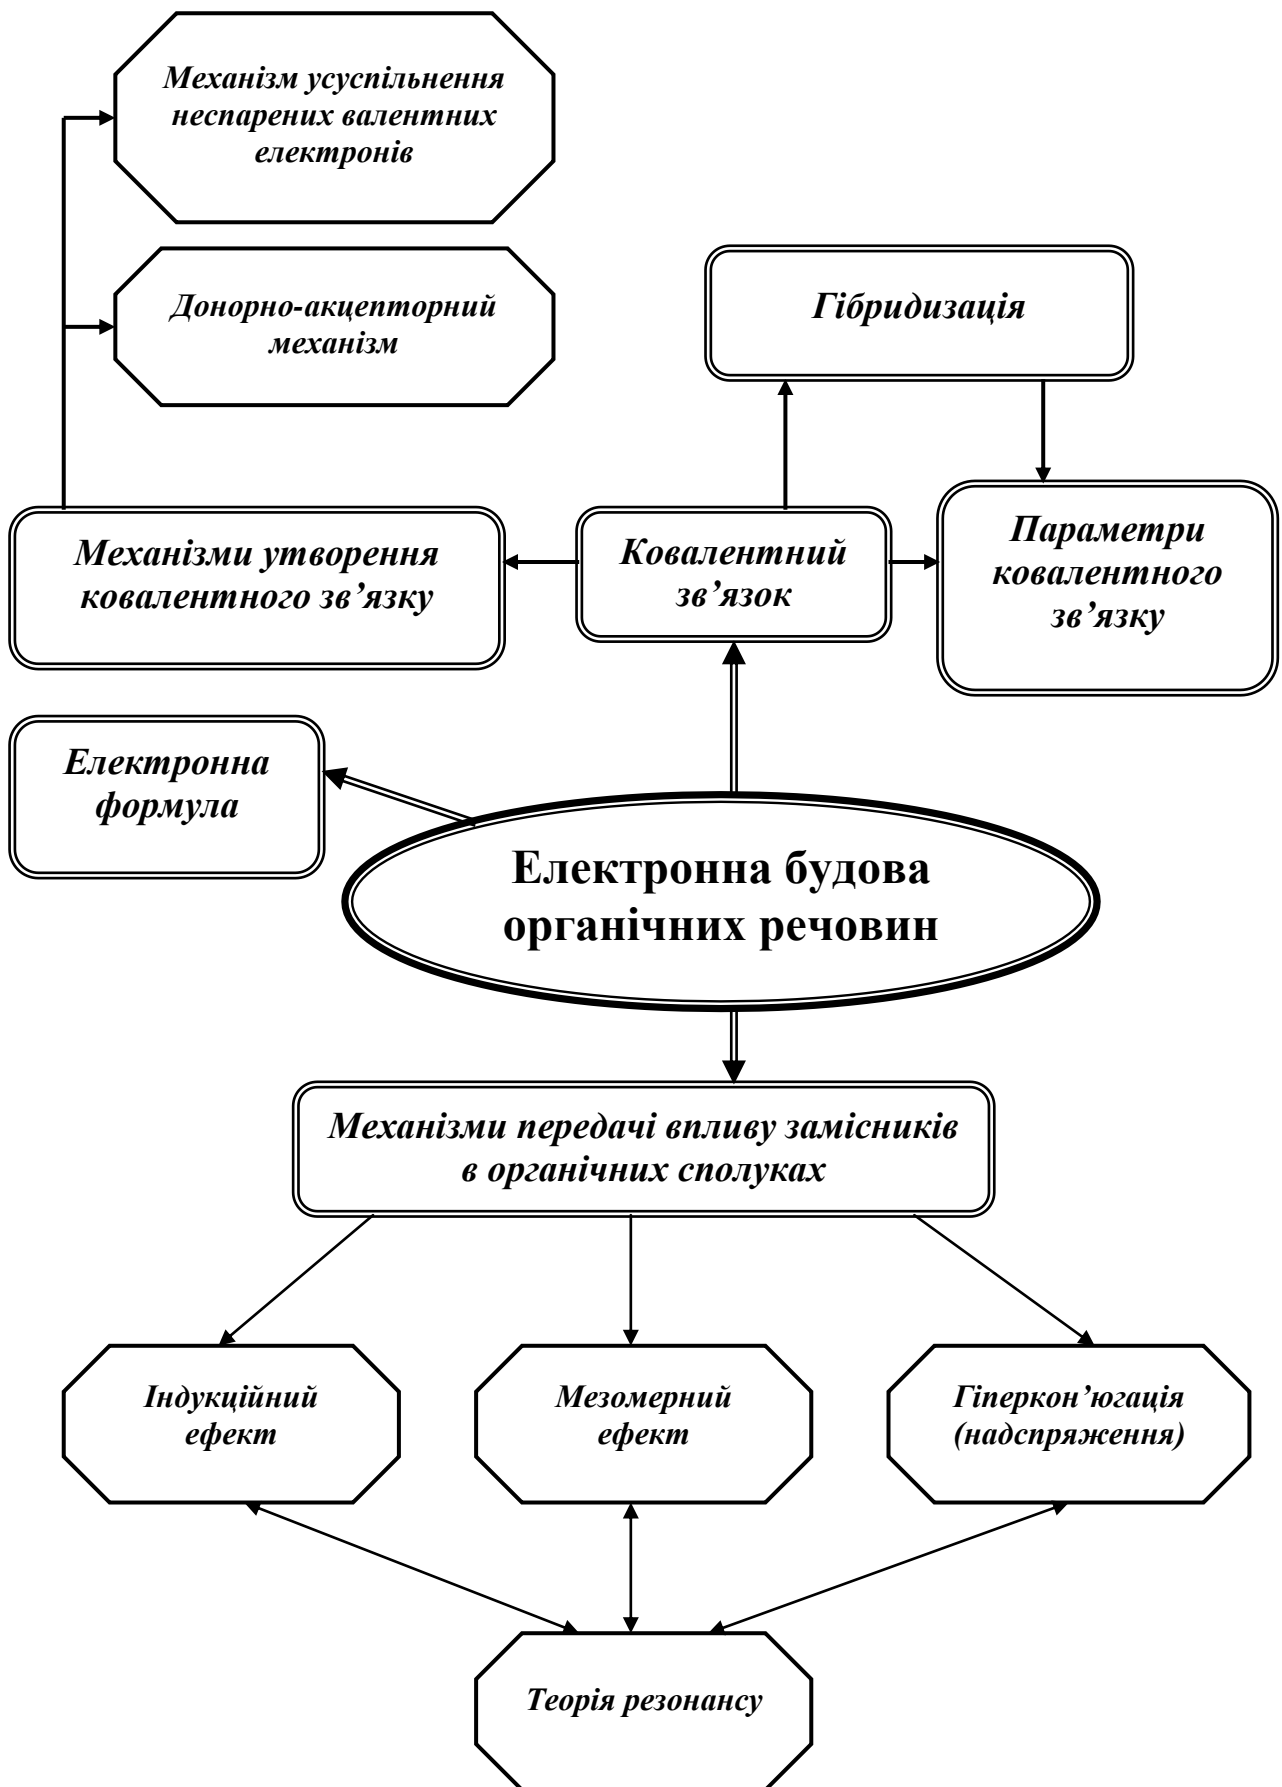 Механізм усуспільнення
неспарених валентних
електронів
Донорно-акцепторний
механізм
Гібридизація
Механізми утворення
ковалентного зв’язку
Ковалентний
зв’язок
Параметри
ковалентного
зв’язку
Електронна
формула
Електронна будова
органічних речовин
Механізми передачі впливу замісників
в органічних сполуках
Індукційний
ефект
Мезомерний
ефект
Гіперкон’югація
(надспряження)
Теорія резонансу